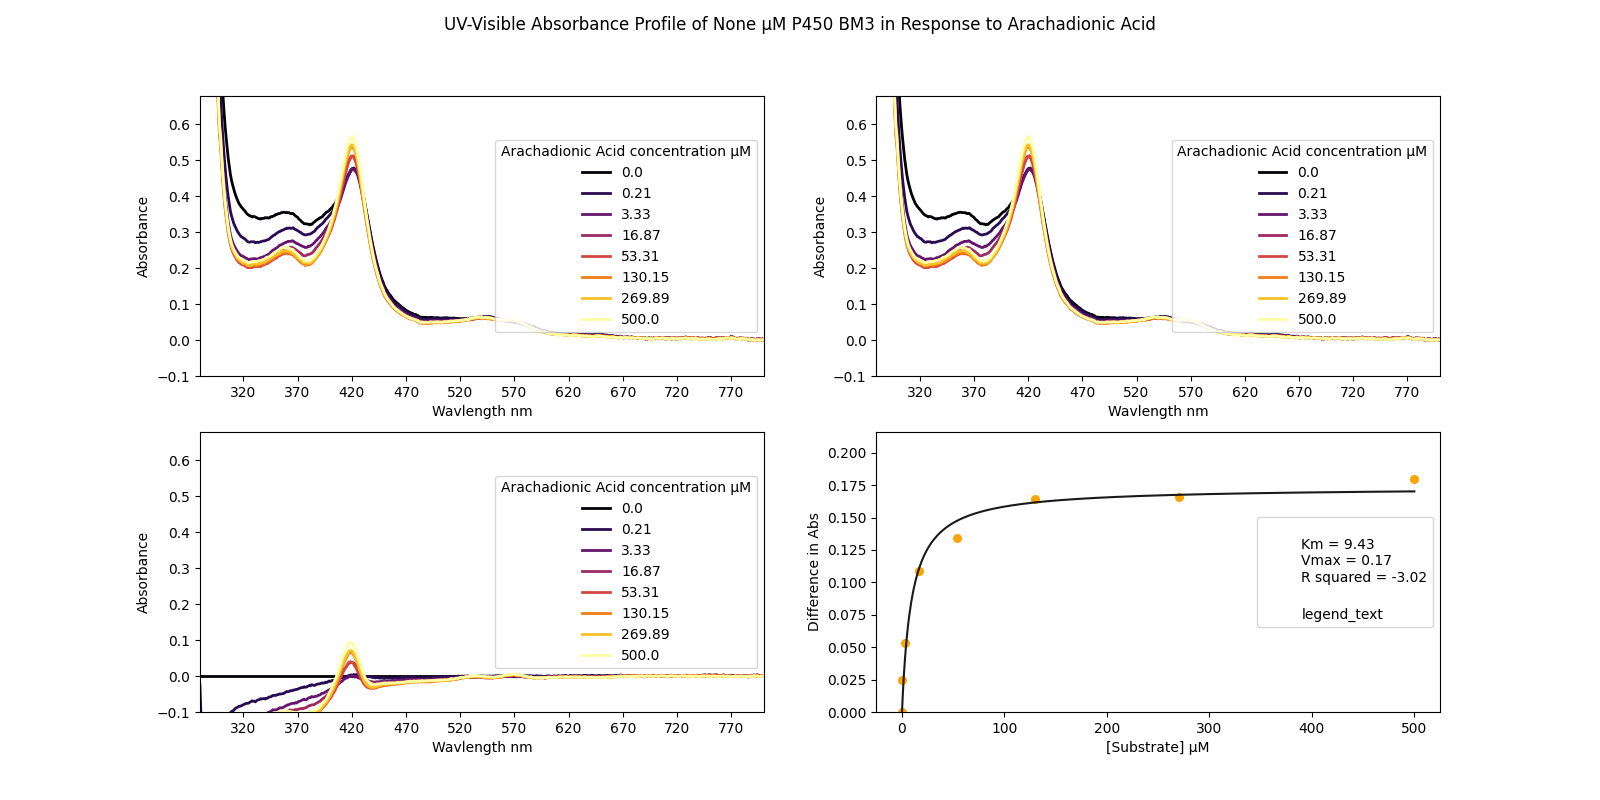 UV-Visible Absorbance Profile of None µM P450 BM3 in Response to Arachadionic Acid
0.6
0.5
0.4
0.3
0.2
0.1
0.0
−0.1
Absorbance
320 370 420 470 520 570 620 670 720 770
Wavlength nm
Arachadionic Acid concentration µM
0.0
0.21
3.33
16.87
53.31
130.15
269.89
500.0
0.6
0.5
0.4
0.3
0.2
0.1
0.0
−0.1
Absorbance
320 370 420 470 520 570 620 670 720 770
Wavlength nm
Arachadionic Acid concentration µM
0.0
0.21
3.33
16.87
53.31
130.15
269.89
500.0
0.6
0.5
0.4
0.3
0.2
0.1
0.0
−0.1
Absorbance
320 370 420 470 520 570 620 670 720 770
Wavlength nm
Arachadionic Acid concentration µM
0.0
0.21
3.33
16.87
53.31
130.15
269.89
500.0
0.200
0.175
0.150
0.125
0.100
0.075
0.050
0.025
0.000
Difference in Abs
0 100 200 300 400 500
[Substrate] µM
Km = 9.43
Vmax = 0.17
R squared = -3.02
legend_text